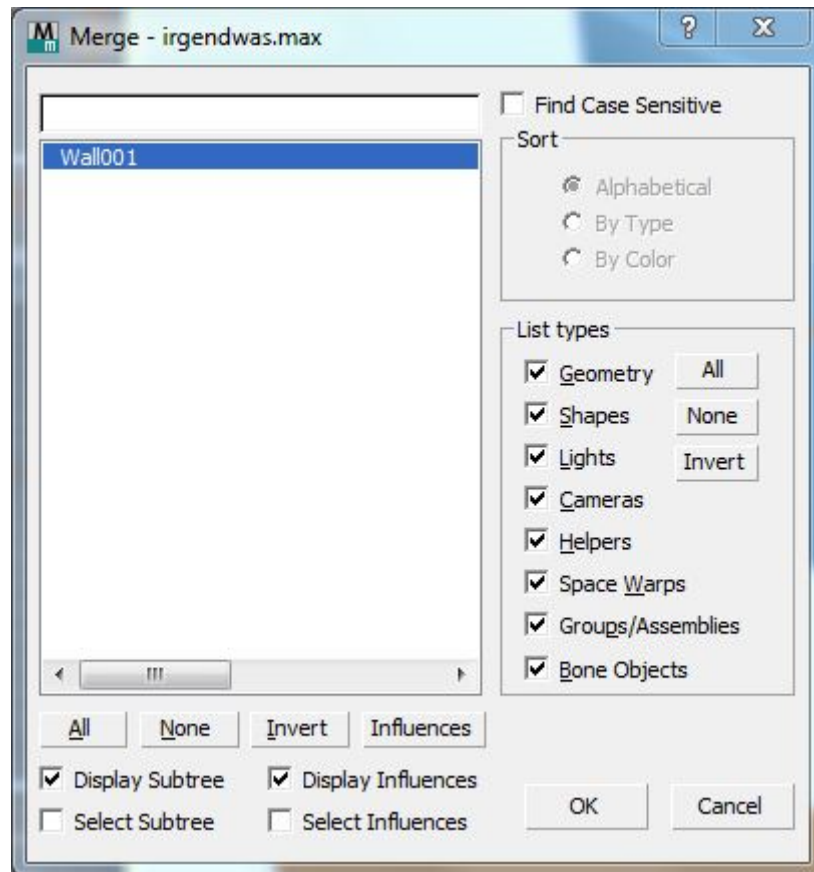 Merge - irgendwas.max
Find Case Sensitive
Wall001
Sort
Alphabetical
By Type
By Color
List types
Geometry All
Shapes None
Lights Invert
Cameras
Helpers
Space Warps
Groups/Assemblies
Bone Objects
All None Invert Influences
Display Subtree Display Influences
Select Subtree Select Influences
OK Cancel